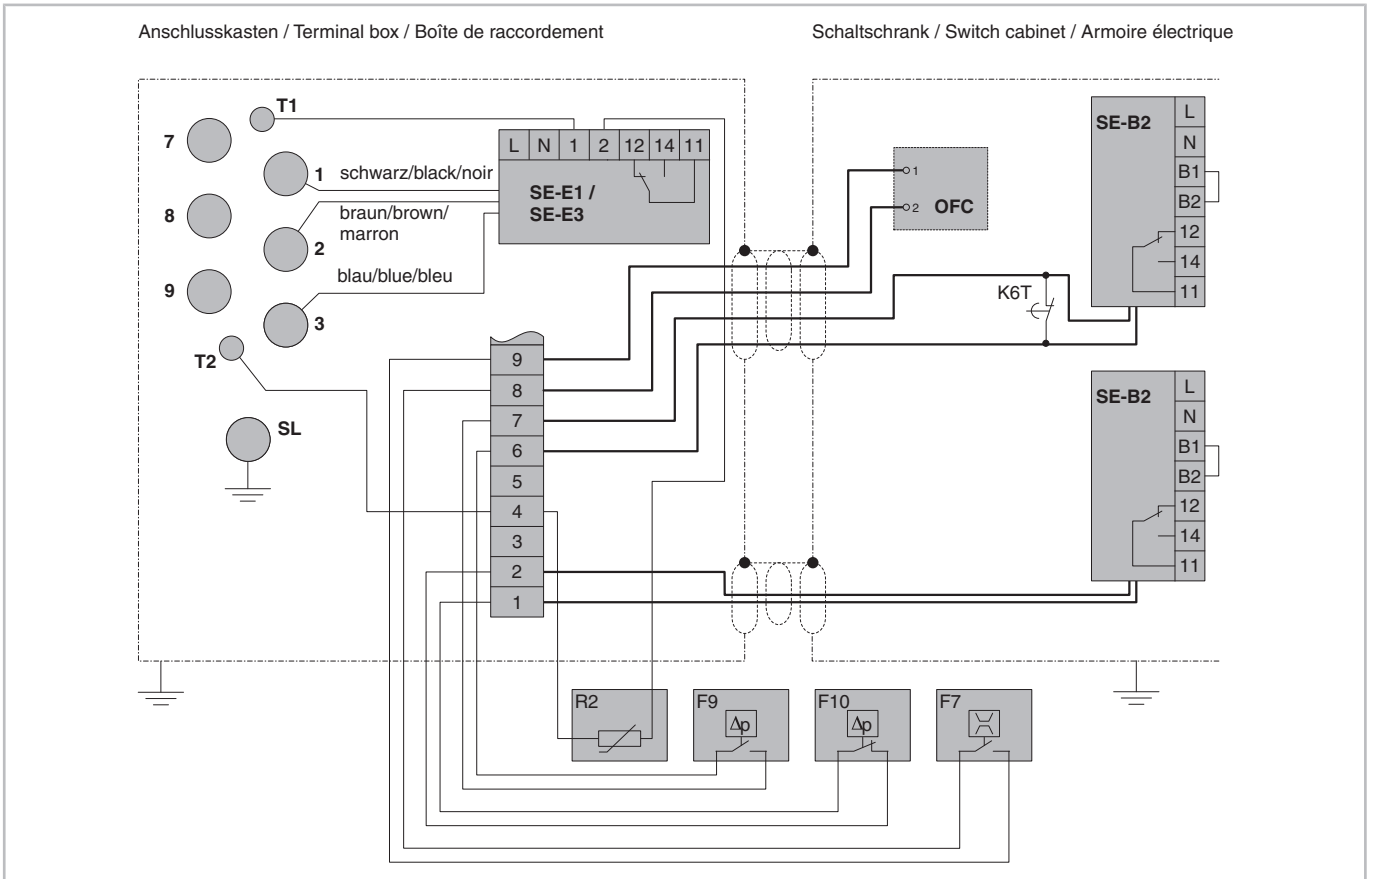 Anschlusskasten / Terminal box / Boîte de raccordement
Schaltschrank / Switch cabinet / Armoire électrique
T1
7
1
schwarz/black/noir
8
braun/brown/
marron
2
9
blau/blue/bleu
3
T2
SL
L N 1 2 12 14 11
SE-E1 /
SE-E3
1
2 OFC
K6T
SE-B2
L
N
B1
B2
12
14
11
9
8
7
6
5
4
3
2
1
SE-B2
L
N
B1
B2
12
14
11
R2
F9
Δp
F10
Δp
F7